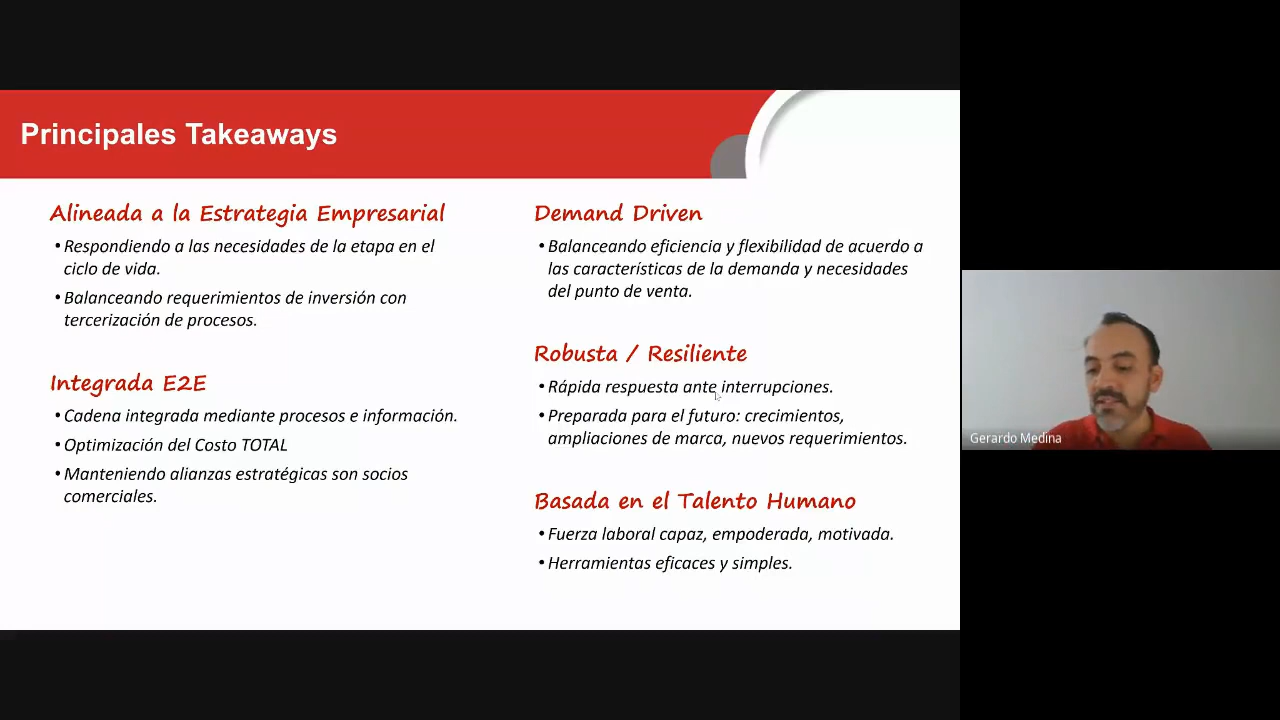 Principales Takeaways
Alineada a la Estrategia Empresarial
• Respondiendo a las necesidades de la etapa en el
ciclo de vida.
• Balanceando requerimientos de inversión con
tercerización de procesos.
Integrada E2E
• Cadena integrada mediante procesos e información.
• Optimización del Costo TOTAL
• Manteniendo alianzas estratégicas son socios
comerciales.
Demand Driven
• Balanceando eficiencia y flexibilidad de acuerdo a
las características de la demanda y necesidades
del punto de venta.
Robusta / Resiliente
• Rápida respuesta ante interrupciones.
• Preparada para el futuro: crecimientos,
ampliaciones de marca, nuevos requerimientos.
Basada en el Talento Humano
• Fuerza laboral capaz, empoderada, motivada.
• Herramientas eficaces y simples.
Gerardo Medina